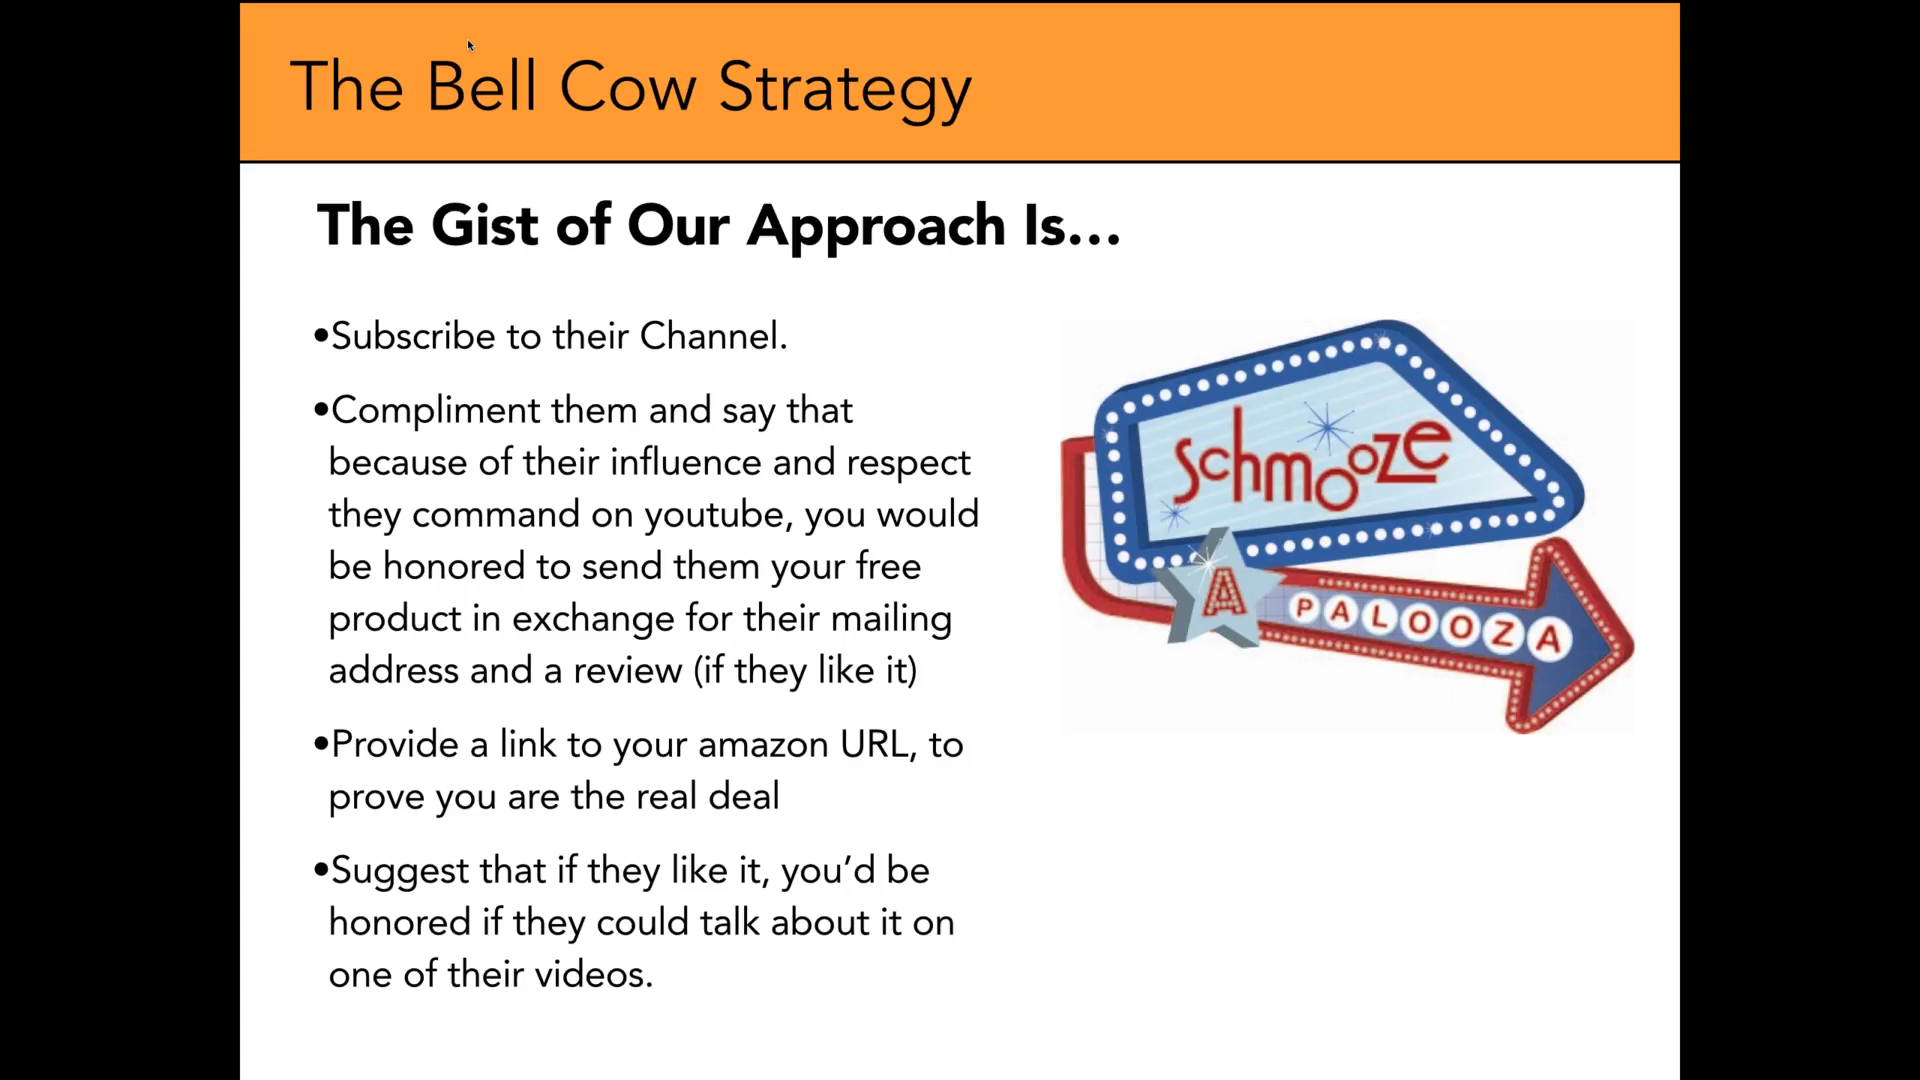 The Bell Cow Strategy
The Gist of Our Approach Is...
•Subscribe to their Channel.
•Compliment them and say that
because of their influence and respect
they command on youtube, you would
be honored to send them your free
product in exchange for their mailing
address and a review (if they like it)
•Provide a link to your amazon URL, to
prove you are the real deal
•Suggest that if they like it, you’d be
honored if they could talk about it on
one of their videos.
Schmooze
A PALOOZA